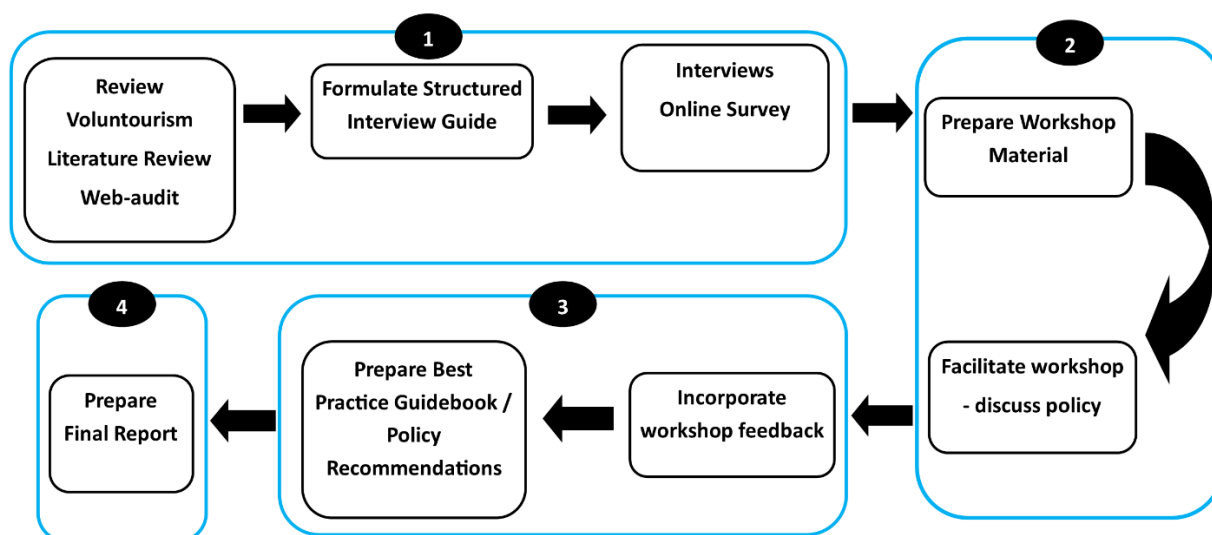 1
Review
Voluntourism
Literature Review
Web-audit
Formulate Structured
Interview Guide
Interviews
Online Survey
2
Prepare Workshop
Material
Facilitate workshop
- discuss policy
3
Incorporate
workshop feedback
Prepare Best
Practice Guidebook /
Policy
Recommendations
4
Prepare
Final Report